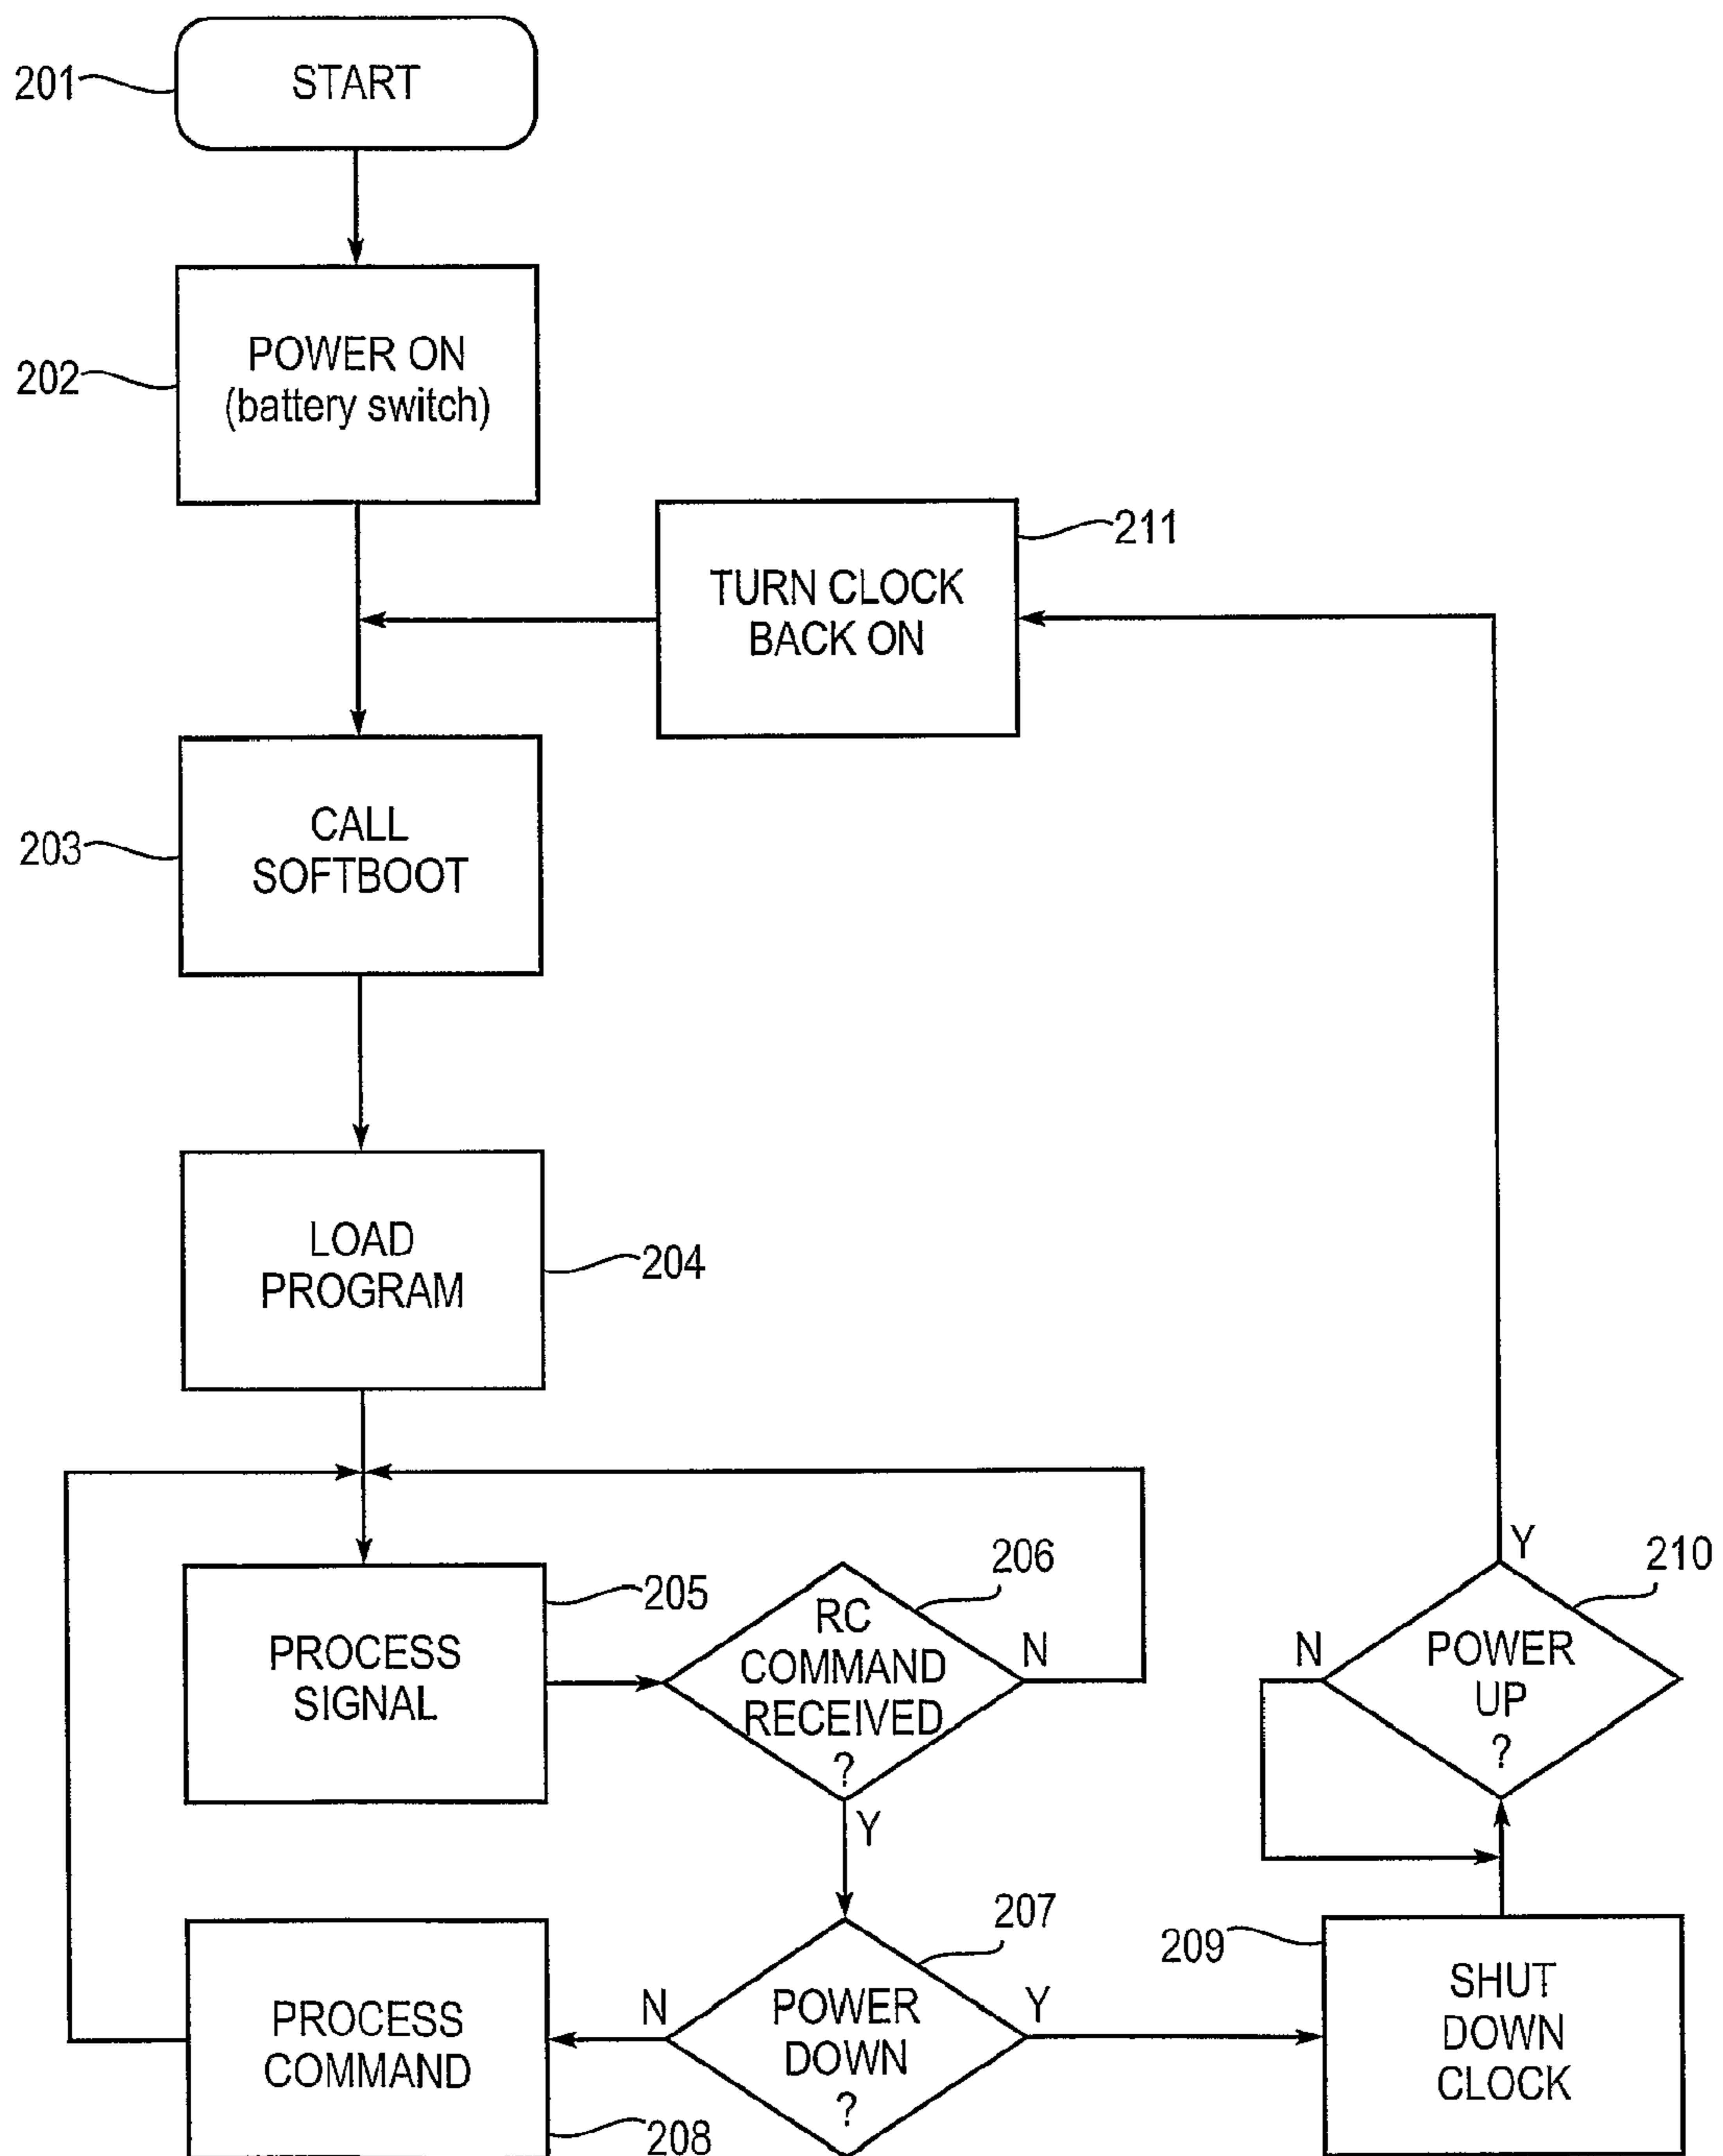 201
START
202
POWER ON
(battery switch)
211
TURN CLOCK
BACK ON
203
CALL
SOFTBOOT
LOAD
PROGRAM
204
PROCESS
SIGNAL
205
206
RC
COMMAND
RECEIVED
?
N
Y
210
Y
N
POWER
UP
?
207
POWER
DOWN
?
N
Y
PROCESS
COMMAND
208
209
SHUT
DOWN
CLOCK